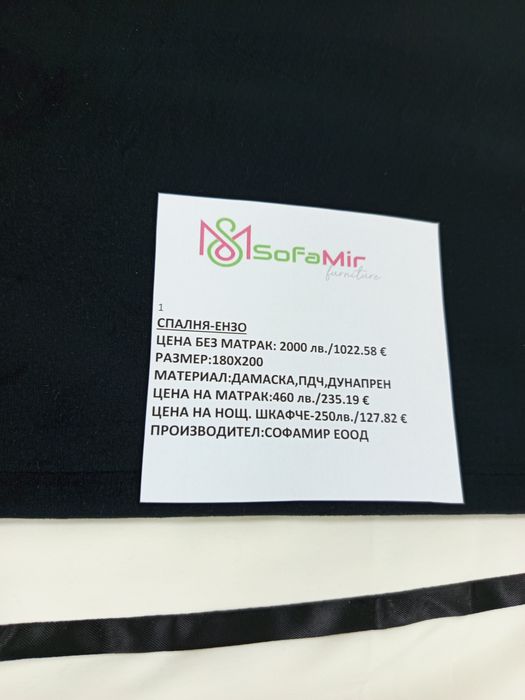 SofaMir
furniture
1
СПАЛНЯ-ЕНЗО
ЦЕНА БЕЗ МАТРАК: 2000 лв./1022.58 €
РАЗМЕР:180X200
МАТЕРИАЛ:ДАМАСКА,ПДЧ,ДУНАПРЕН
ЦЕНА НА МАТРАК:460 лв./235.19 €
ЦЕНА НА НОЩ. ШКАФЧЕ-250лв./127.82 €
ПРОИЗВОДИТЕЛ:СОФАМИР ЕООД